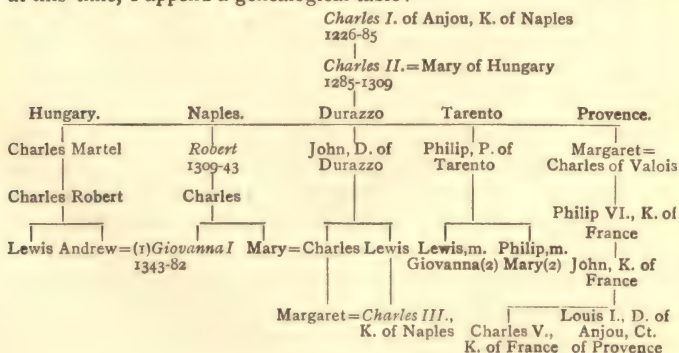 at this time, I append a genealogical table:
Charles I. of Anjou, K. of Naples
1226-85
Charles II.=Mary of Hungary
1285-1309
Hungary. Naples. Durazzo Tarento Provence.
Charles Martel Robert John, D. of Philip, P. of Margaret=
1309-43 Durazzo Tarento Charles of Valois
Charles Robert Charles
Philip VI., K. of
France
Lewis Andrew=(1)Giovanna I Mary=Charles Lewis Lewis, m. Philip, m.
1343-82 Giovanna(2) Mary(2) John, K. of
France
Margaret=Charles III., Louis I., D. of
K. of Naples Charles V., Anjou, Ct.
K. of France of Provence